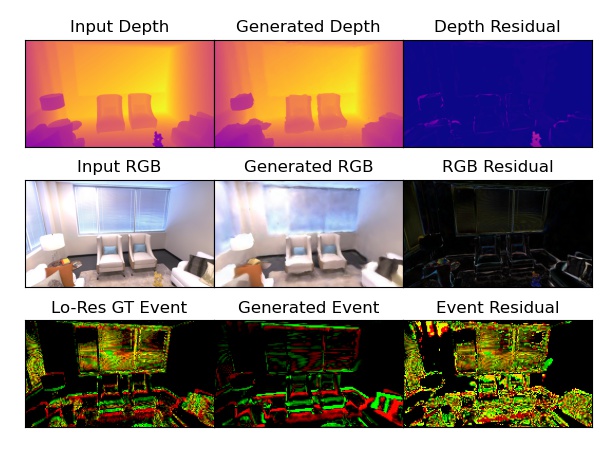 Input Depth
Generated Depth
Depth Residual
Input RGB
Generated RGB
RGB Residual
Lo-Res GT Event
Generated Event
Event Residual